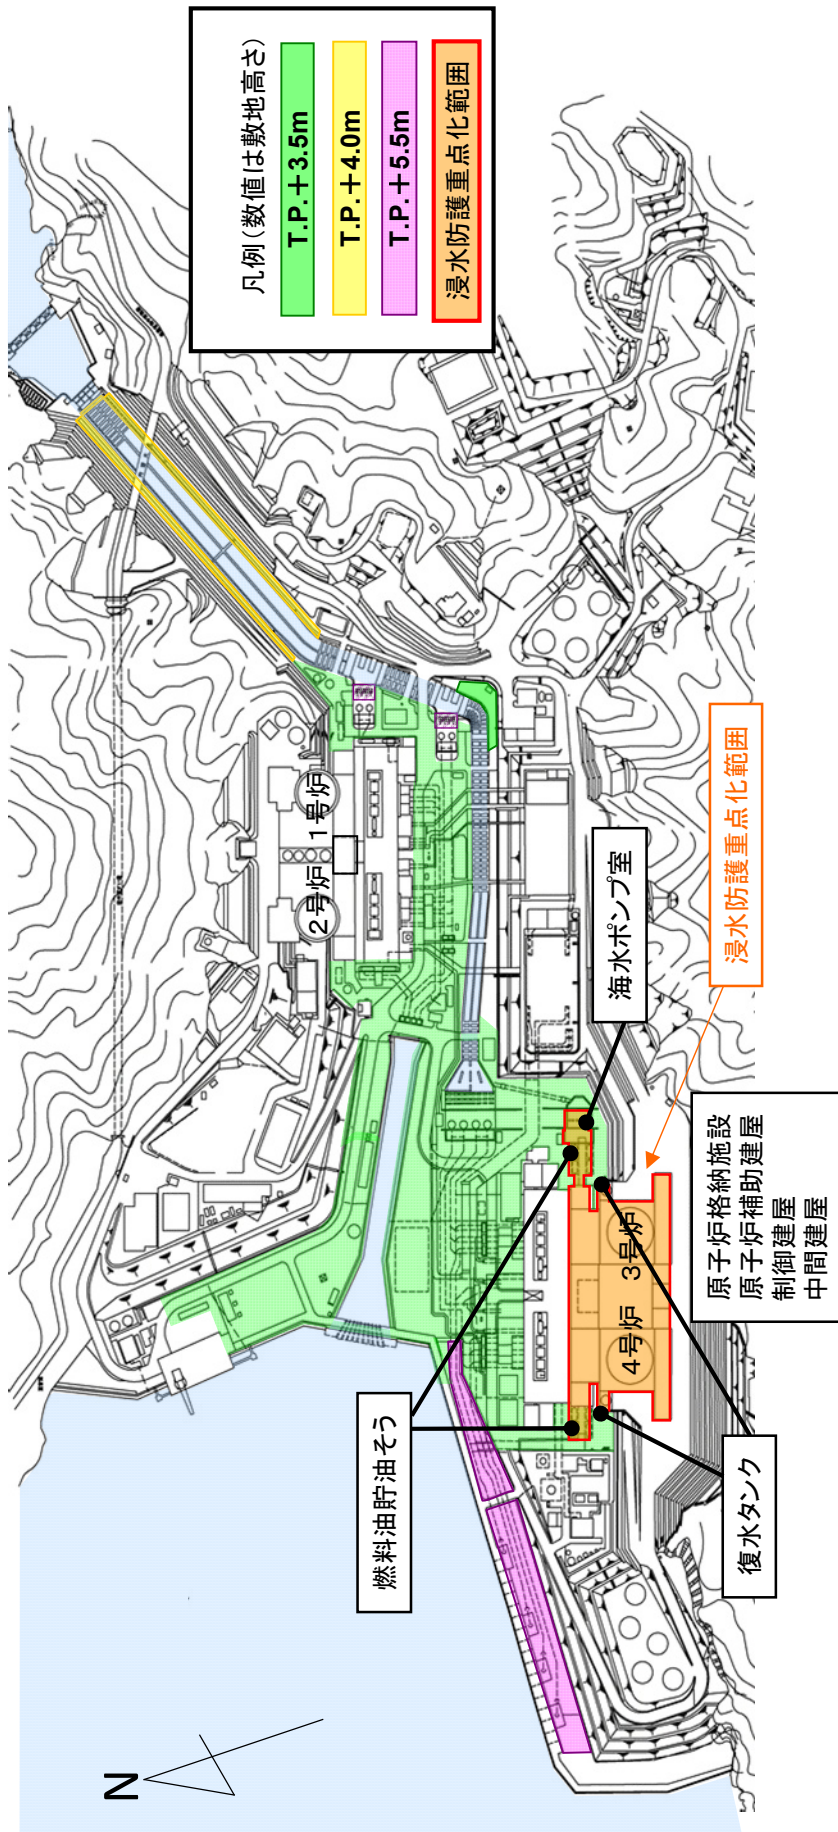 凡例（数値は敷地高さ）
T.P.＋3.5m
T.P.＋4.0m
T.P.＋5.5m
浸水防護重点化範囲
N
2号炉
1号炉
4号炉
3号炉
燃料油貯油そう
海水ポンプ室
浸水防護重点化範囲
復水タンク
原子炉格納施設
原子炉補助建屋
制御建屋
中間建屋